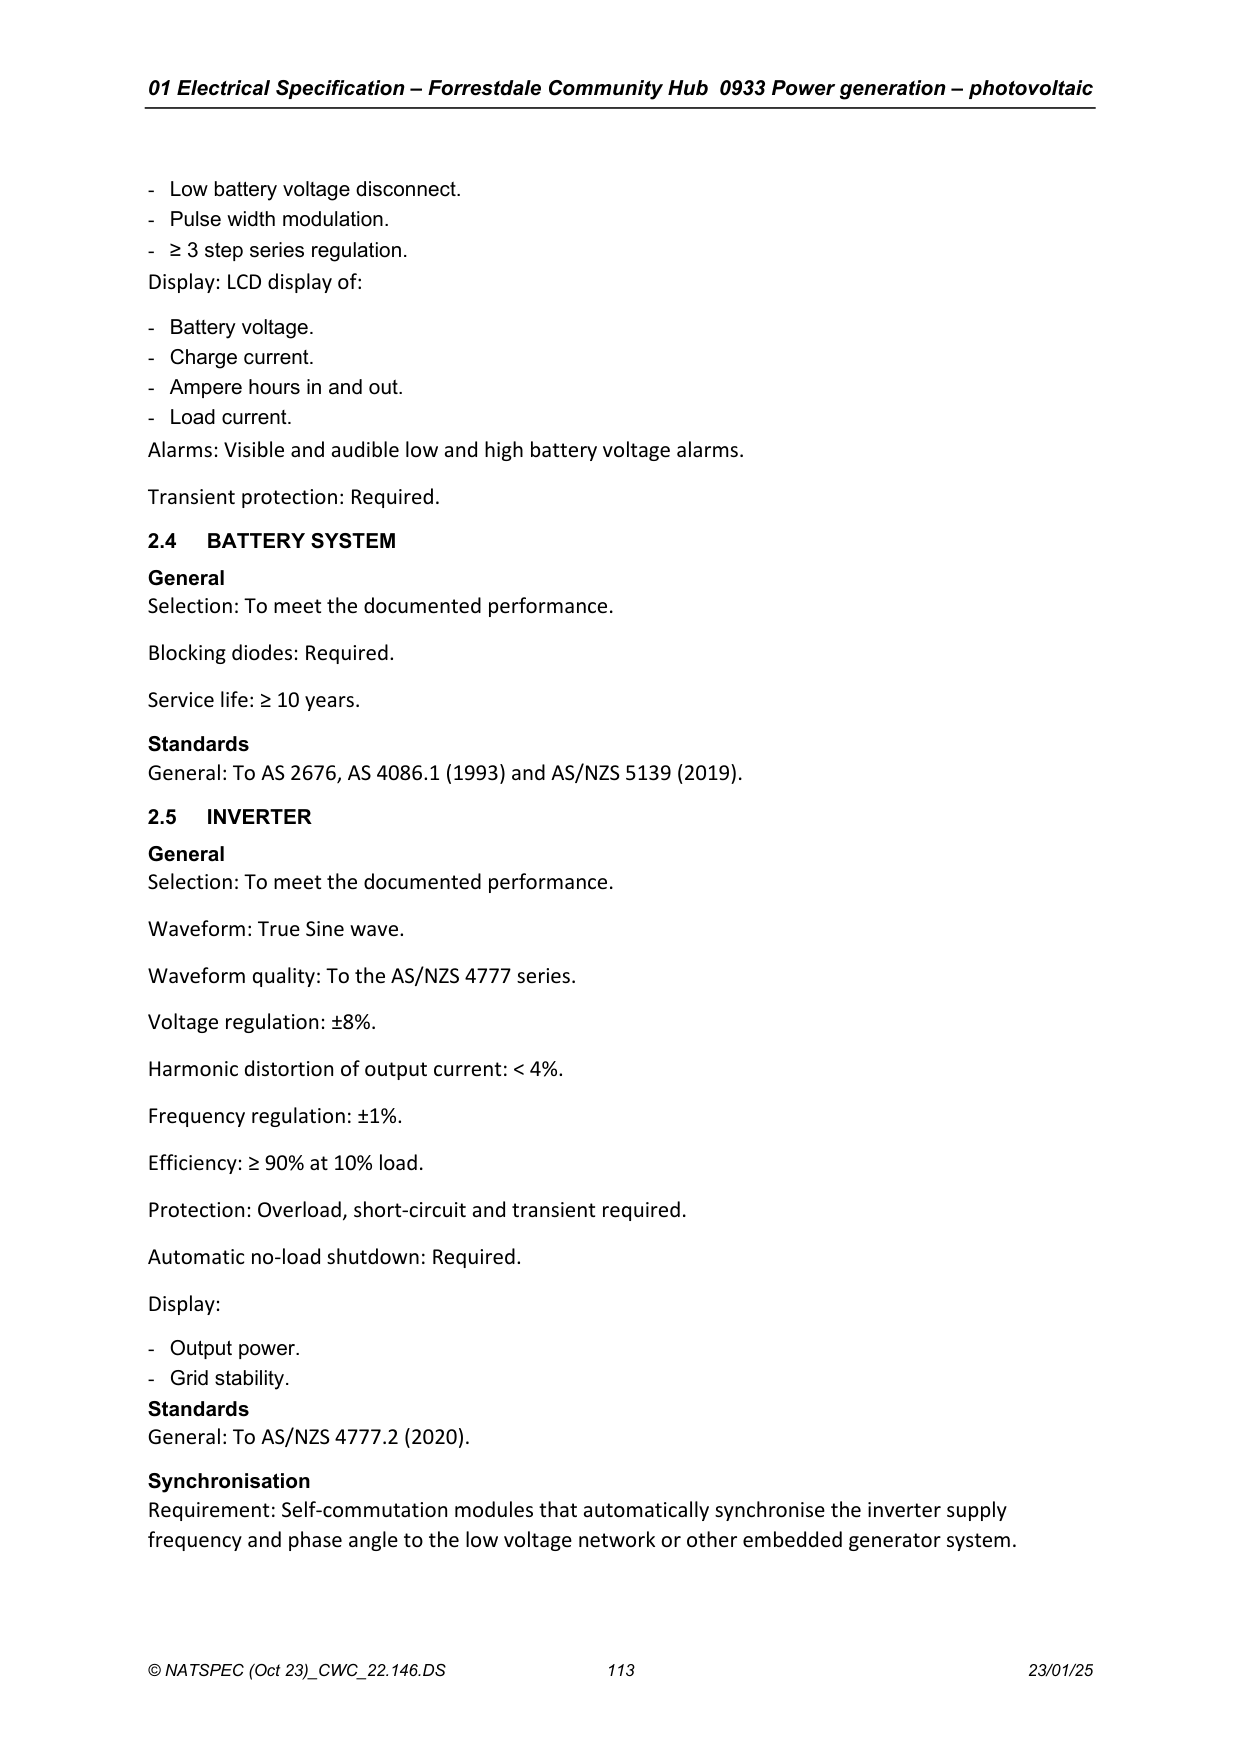 01 Electrical Specification – Forrestdale Community Hub 0933 Power generation – photovoltaic
- Low battery voltage disconnect.
- Pulse width modulation.
- ≥ 3 step series regulation.
Display: LCD display of:
- Battery voltage.
- Charge current.
- Ampere hours in and out.
- Load current.
Alarms: Visible and audible low and high battery voltage alarms.
Transient protection: Required.
2.4 BATTERY SYSTEM
General
Selection: To meet the documented performance.
Blocking diodes: Required.
Service life: ≥ 10 years.
Standards
General: To AS 2676, AS 4086.1 (1993) and AS/NZS 5139 (2019).
2.5 INVERTER
General
Selection: To meet the documented performance.
Waveform: True Sine wave.
Waveform quality: To the AS/NZS 4777 series.
Voltage regulation: ±8%.
Harmonic distortion of output current: < 4%.
Frequency regulation: ±1%.
Efficiency: ≥ 90% at 10% load.
Protection: Overload, short-circuit and transient required.
Automatic no-load shutdown: Required.
Display:
- Output power.
- Grid stability.
Standards
General: To AS/NZS 4777.2 (2020).
Synchronisation
Requirement: Self-commutation modules that automatically synchronise the inverter supply
frequency and phase angle to the low voltage network or other embedded generator system.
© NATSPEC (Oct 23)_CWC_22.146.DS 113 23/01/25